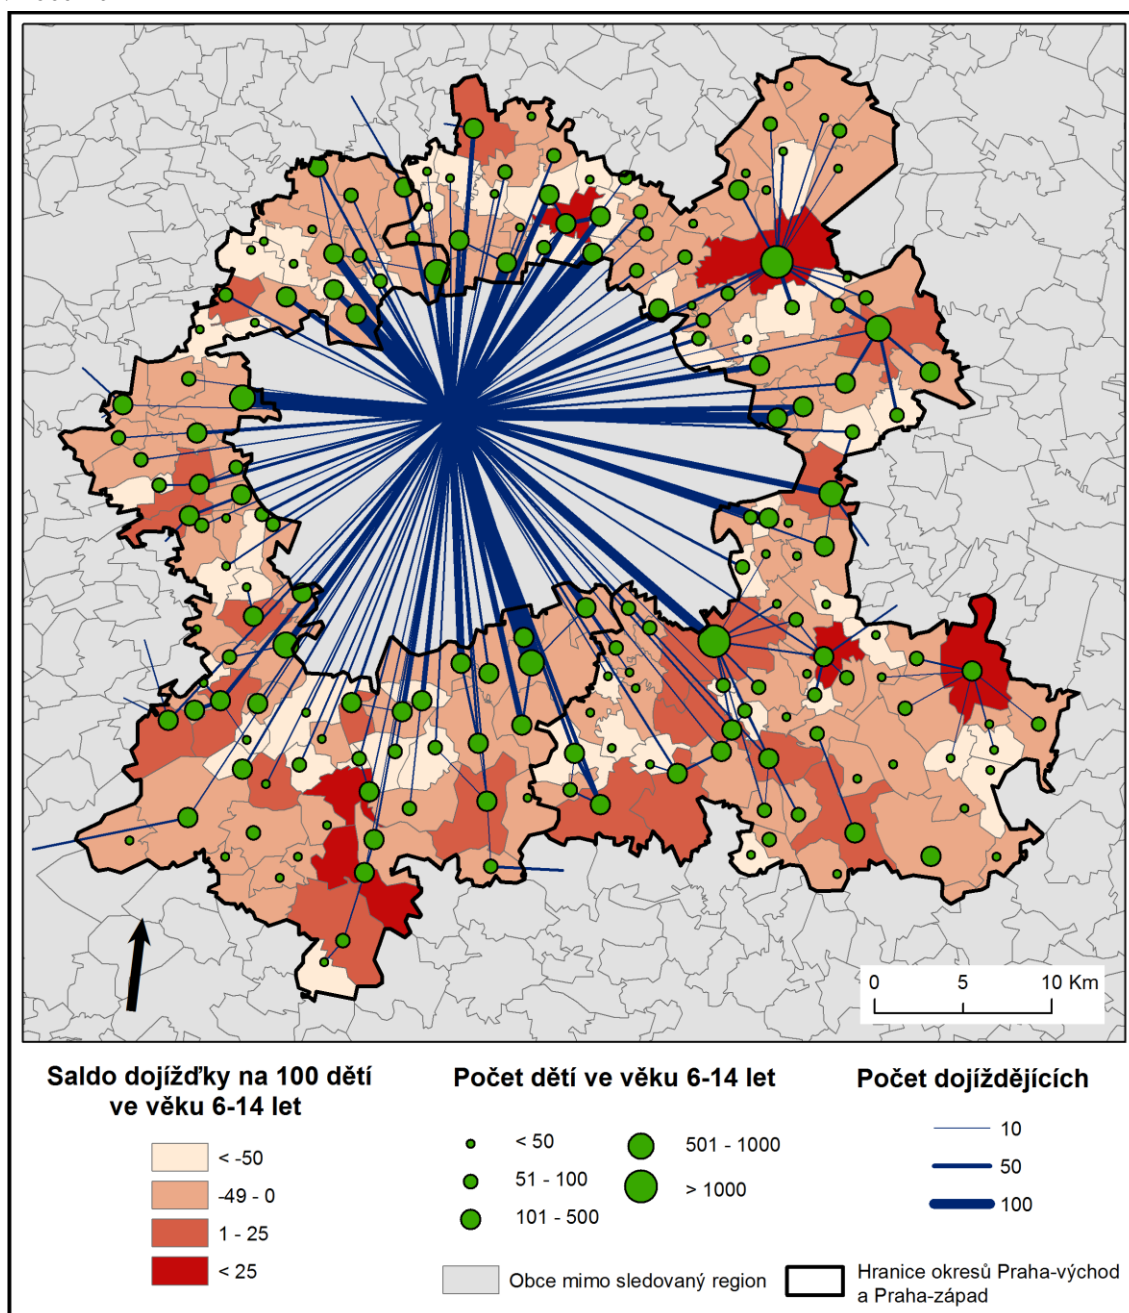 0 5 10 Km
Saldo dojížďky na 100 dětí
ve věku 6-14 let
< -50
-49 - 0
1 - 25
< 25
Počet dětí ve věku 6-14 let
< 50
51 - 100
101 - 500
501 - 1000
> 1000
Počet dojíždějících
10
50
100
Obce mimo sledovaný region
Hranice okresů Praha-východ
a Praha-západ